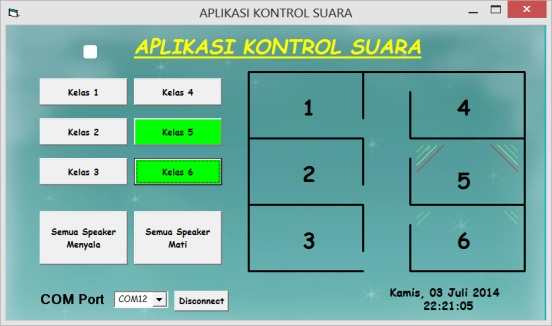 APLIKASI KONTROL SUARA
APLIKASI KONTROL SUARA
Kelas 1
Kelas 4
Kelas 2
Kelas 5
Kelas 3
Kelas 6
Semua Speaker
Menyala
Semua Speaker
Mati
1
4
2
5
3
6
COM Port
COM12
Disconnect
Kamis, 03 Juli 2014
22:21:05